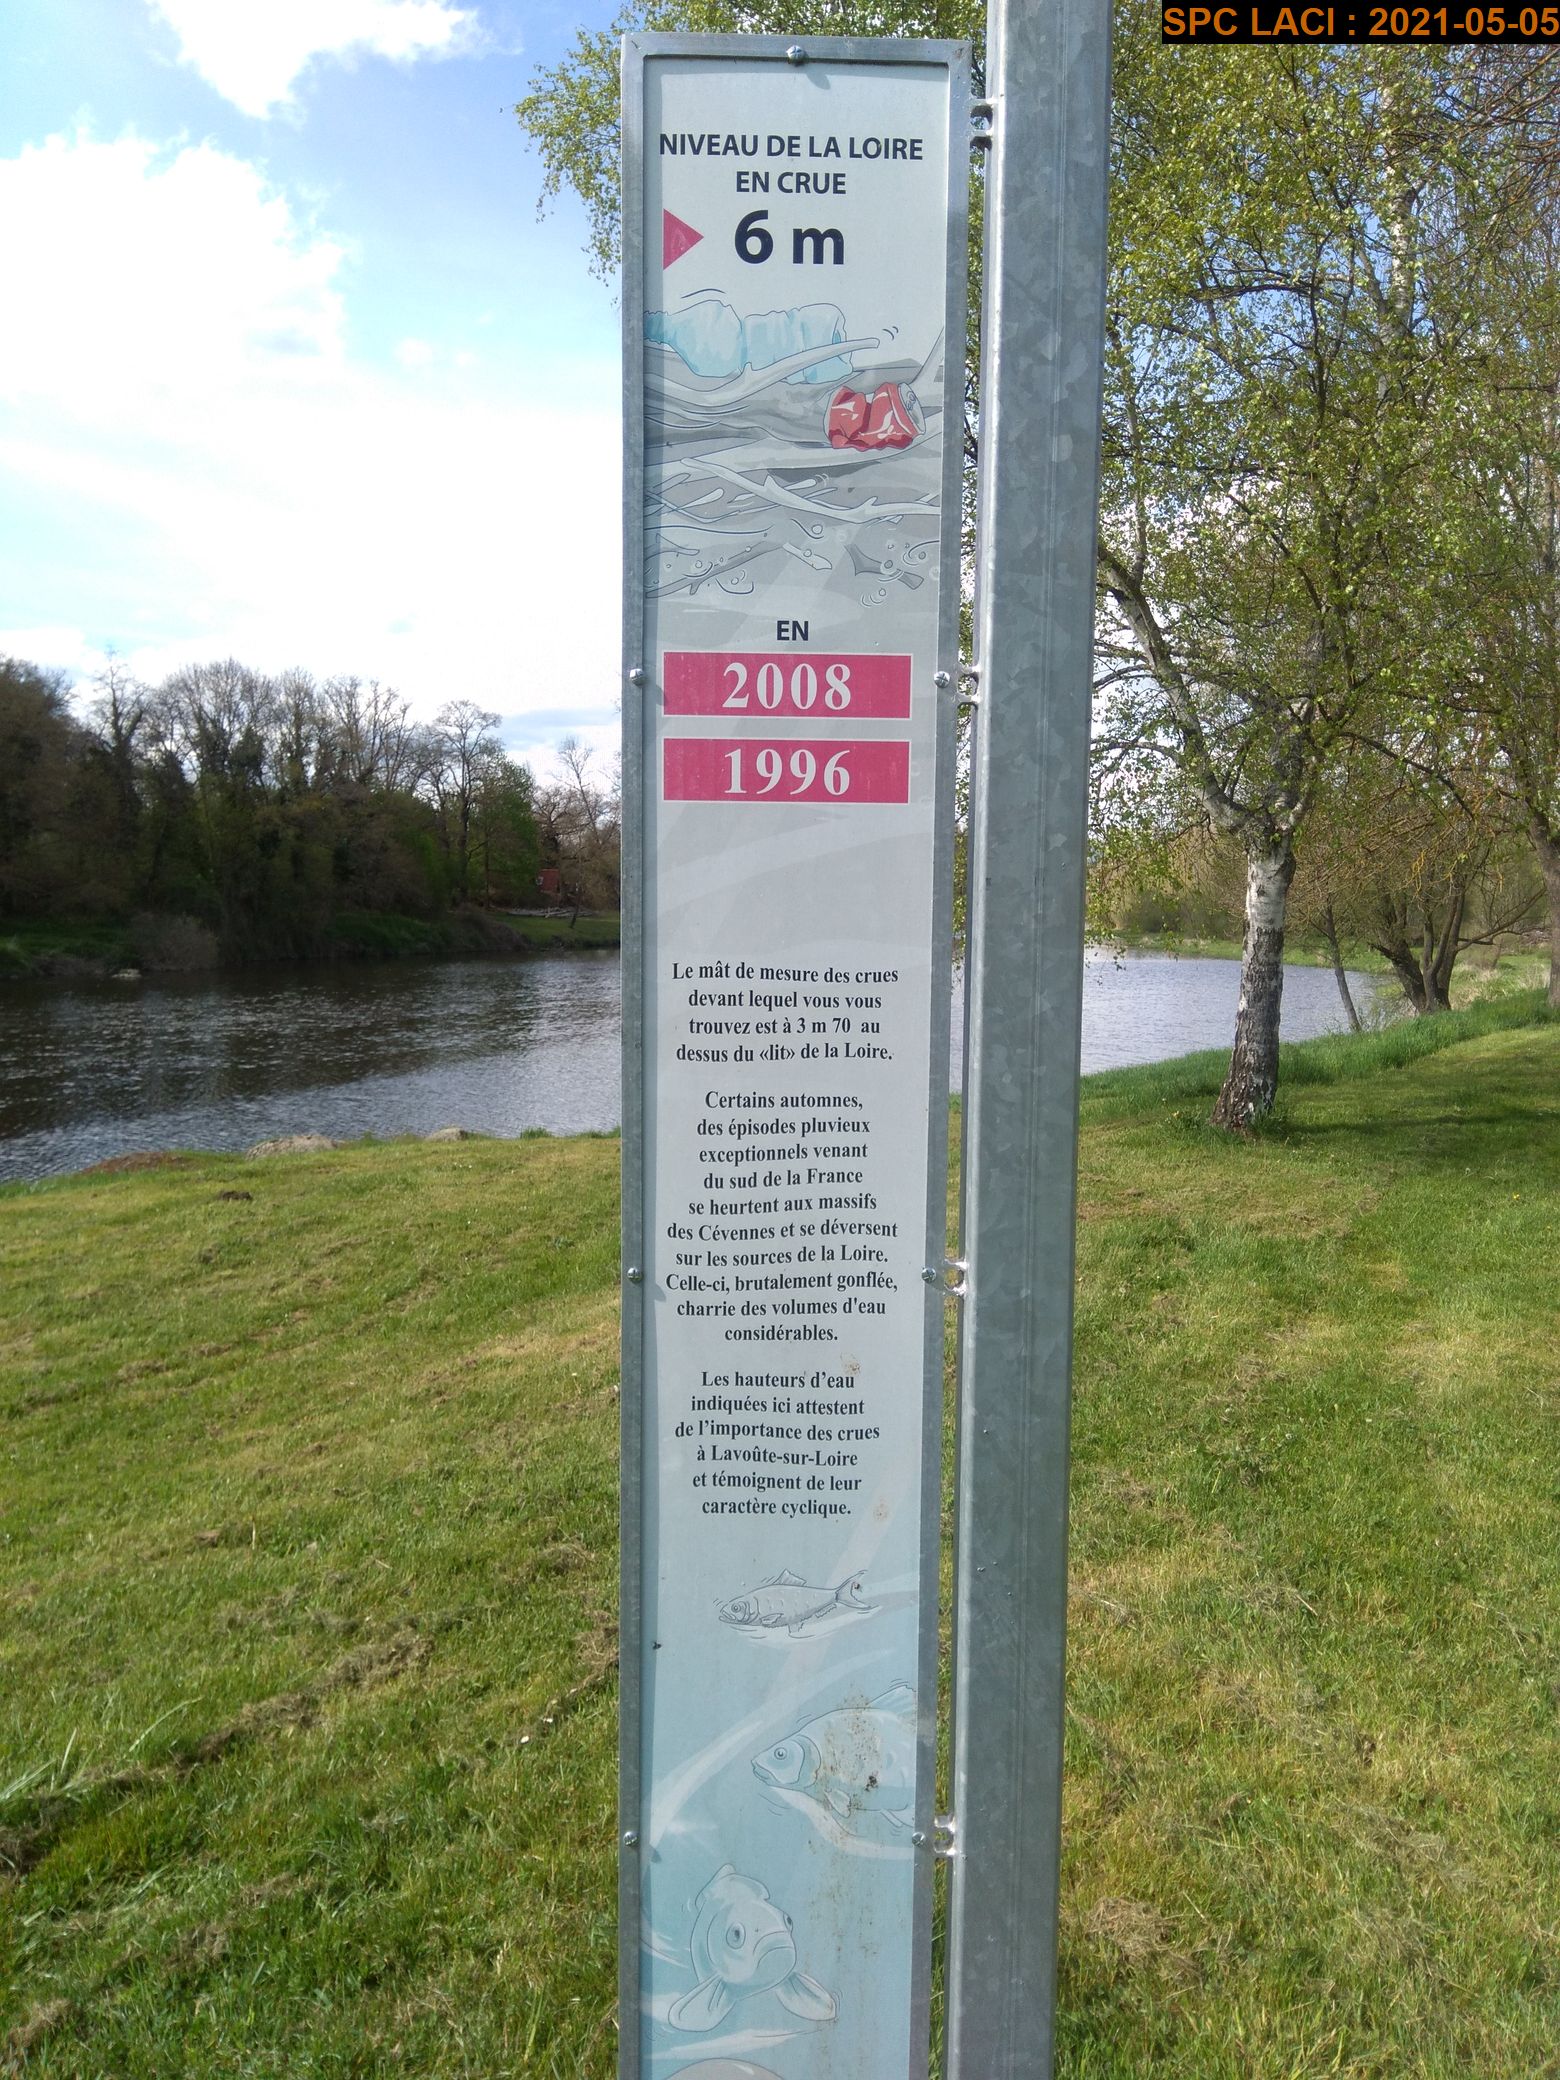 SPC LACI : 2021-05-05
NIVEAU DE LA LOIRE
EN CRUE
6 m
EN
2008
1996
Le mât de mesure des crues
devant lequel vous vous
trouvez est à 3 m 70 au
dessus du «lit» de la Loire.
Certains automnes,
des épisodes pluvieux
exceptionnels venant
du sud de la France
se heurtent aux massifs
des Cévennes et se déversent
sur les sources de la Loire.
Celle-ci, brutalement gonflée,
charrie des volumes d'eau
considérables.
Les hauteurs d’eau
indiquées ici attestent
de l’importance des crues
à Lavoûte-sur-Loire
et témoignent de leur
caractère cyclique.